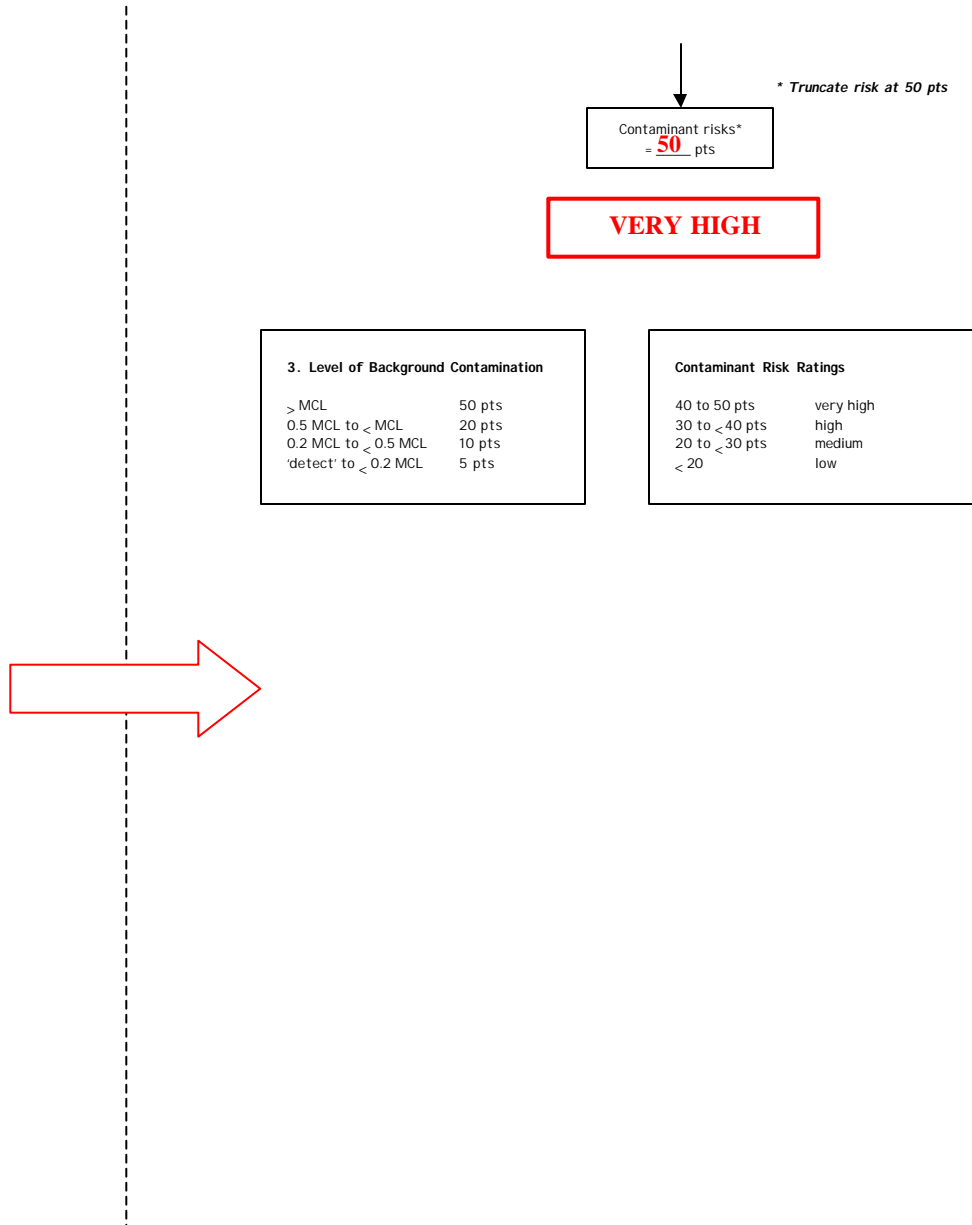 * Truncate risk at 50 pts
Contaminant risks*
= 50 pts
VERY HIGH
3. Level of Background Contamination
> MCL 50 pts
0.5 MCL to < MCL 20 pts
0.2 MCL to < 0.5 MCL 10 pts
'detect' to < 0.2 MCL 5 pts
Contaminant Risk Ratings
40 to 50 pts very high
30 to < 40 pts high
20 to < 30 pts medium
< 20 low